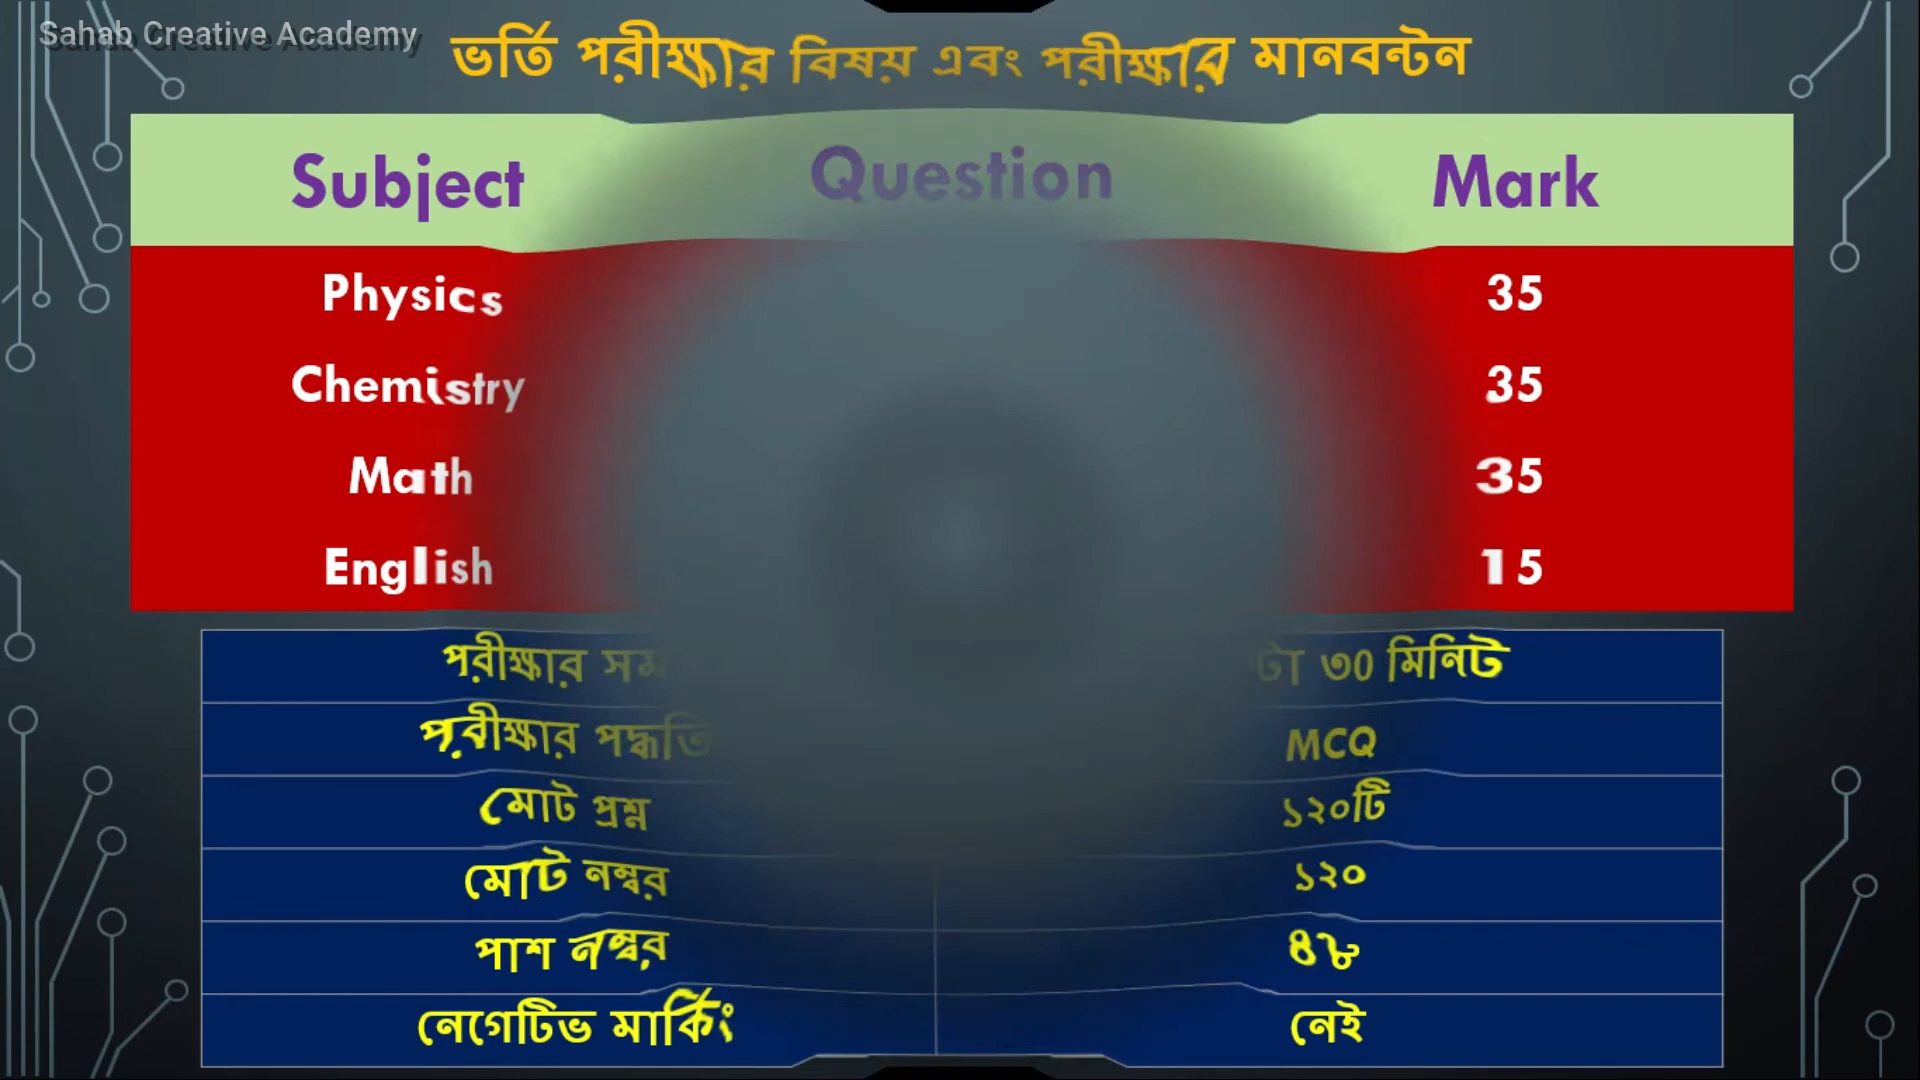 Sahab Creative Academy
ভর্তি পরীক্ষার বিষয় এবং পরীক্ষার মানবন্টন
Subject Question Mark
Physics 35
Chemistry 35
Math 35
English 15
পরীক্ষার ৩০ মিনিট
পরীক্ষার পদ্ধতি MCQ
মোট প্রশ্ন ১২০টি
মোট নম্বর ১২০
পাশ নম্বর ৪৮
নেগেটিভ মার্কিং নেই